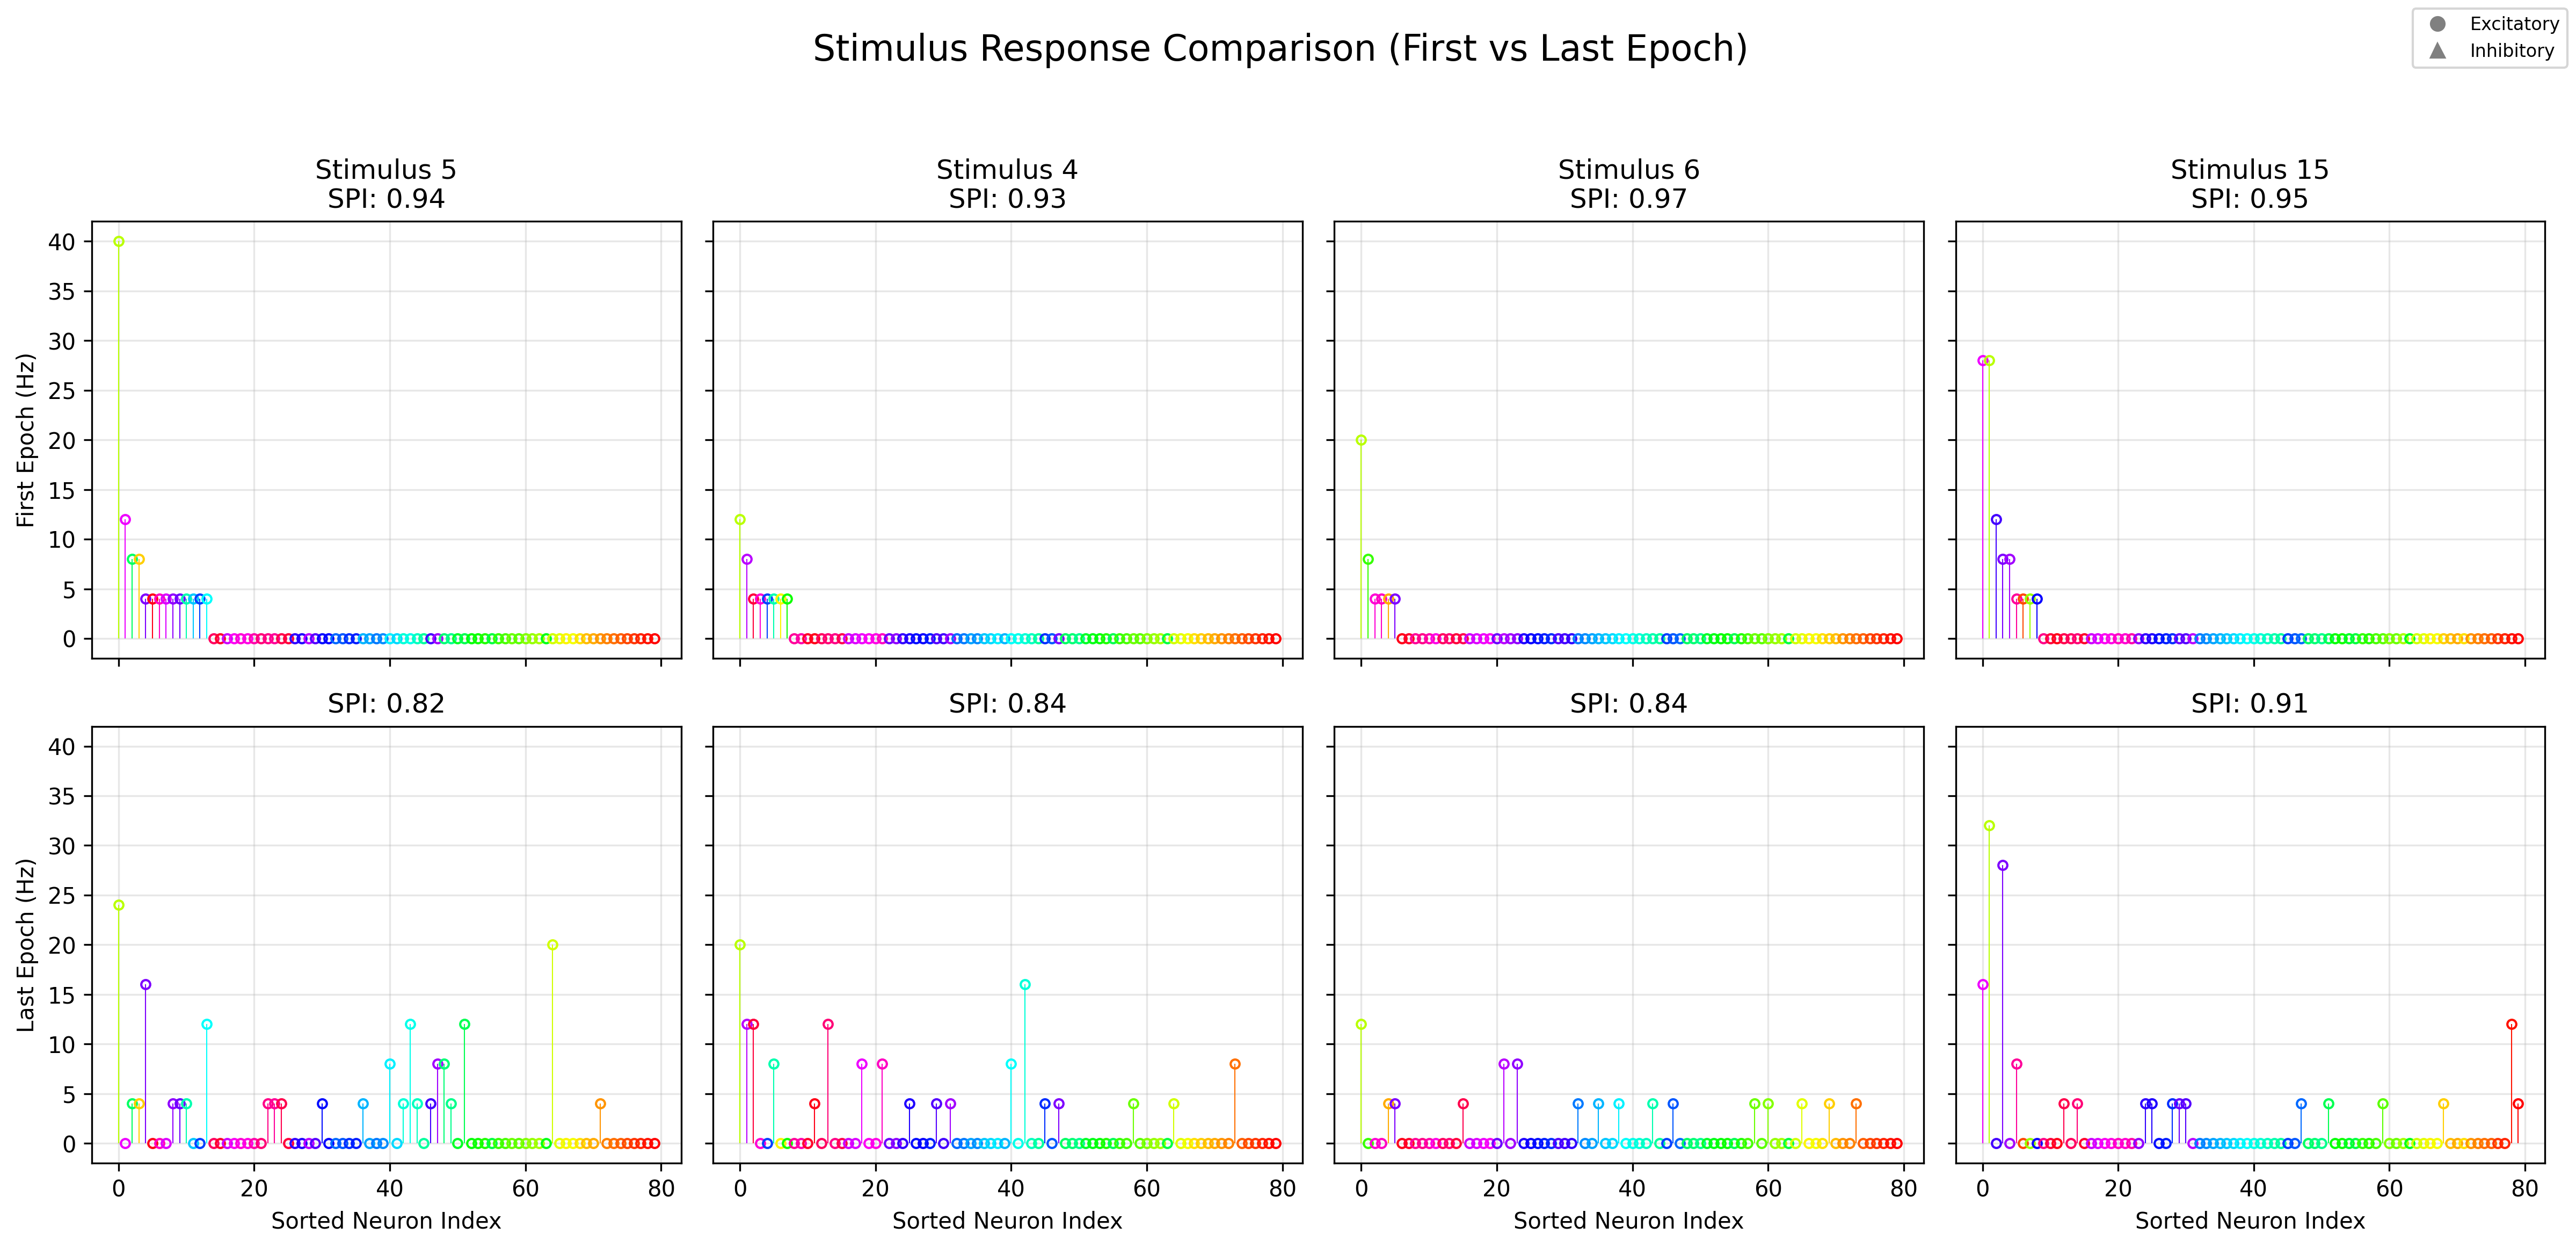 Stimulus Response Comparison (First vs Last Epoch)
Excitatory
Inhibitory
Stimulus 5
SPI: 0.94
Stimulus 4
SPI: 0.93
Stimulus 6
SPI: 0.97
Stimulus 15
SPI: 0.95
First Epoch (Hz)
40
35
30
25
20
15
10
5
0
SPI: 0.82
SPI: 0.84
SPI: 0.84
SPI: 0.91
Last Epoch (Hz)
40
35
30
25
20
15
10
5
0
0 20 40 60 80
0 20 40 60 80
0 20 40 60 80
0 20 40 60 80
Sorted Neuron Index
Sorted Neuron Index
Sorted Neuron Index
Sorted Neuron Index